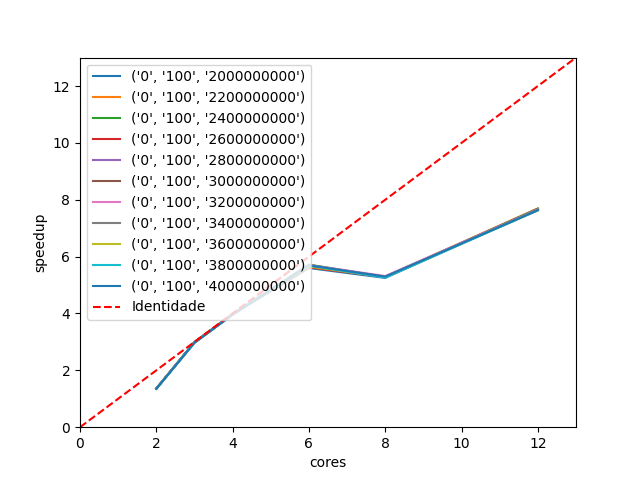 ('0', '100', '2000000000')
('0', '100', '2200000000')
('0', '100', '2400000000')
('0', '100', '2600000000')
('0', '100', '2800000000')
('0', '100', '3000000000')
('0', '100', '3200000000')
('0', '100', '3400000000')
('0', '100', '3600000000')
('0', '100', '3800000000')
('0', '100', '4000000000')
Identidade
12
10
8
6
4
2
0
speedup
0
2
4
6
8
10
12
cores